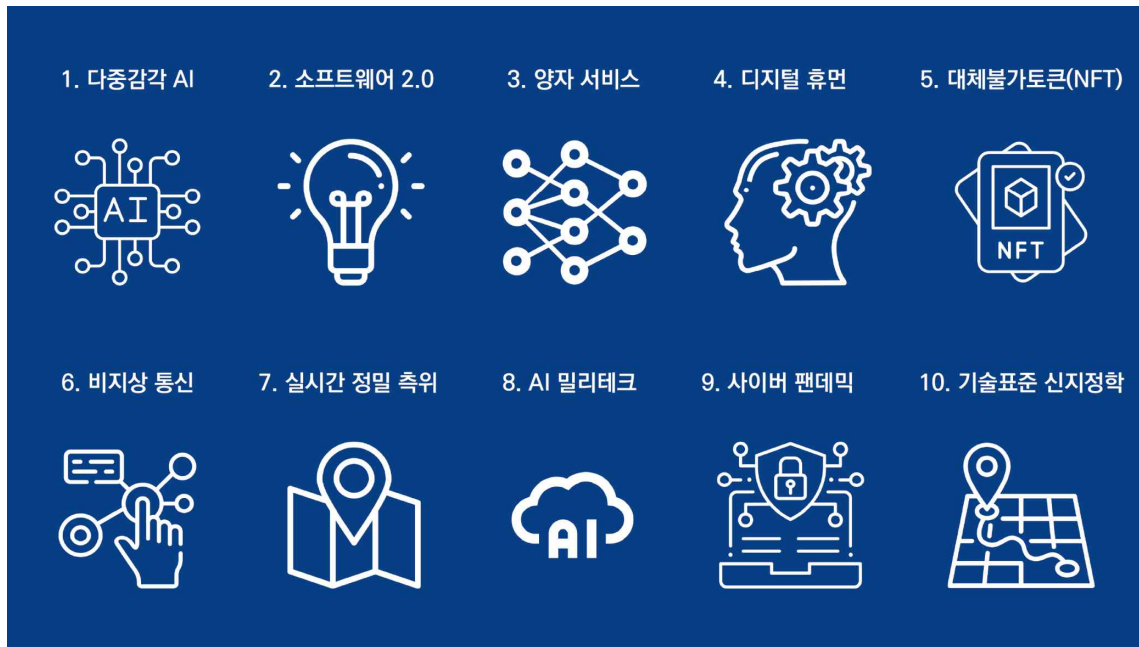 1. 다중감각 AI
2. 소프트웨어 2.0
3. 양자 서비스
4. 디지털 휴먼
5. 대체불가토큰(NFT)
AI
NFT
6. 비지상 통신
7. 실시간 정밀 측위
8. AI 밀리테크
9. 사이버 팬데믹
10. 기술표준 신지정학
AI